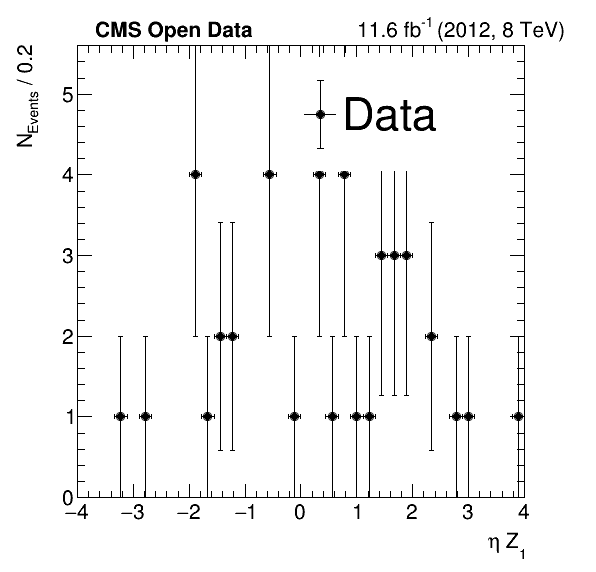 CMS Open Data 11.6 fb⁻¹ (2012, 8 TeV)
N_Events / 0.2
Data
5
4
3
2
1
0
−4 −3 −2 −1 0 1 2 3 4
η Z₁